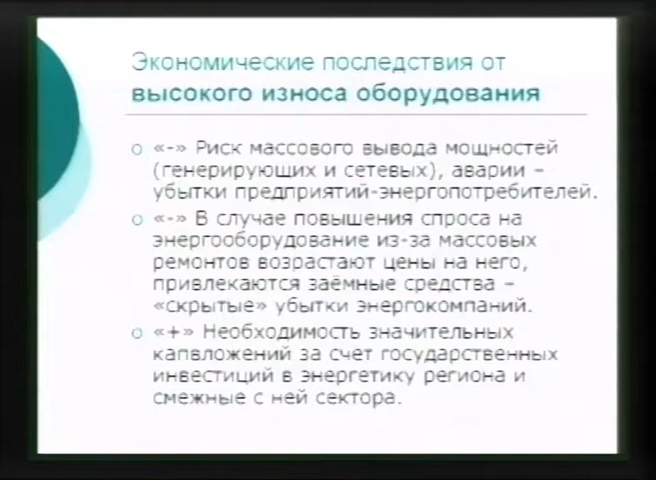 Экономические последствия от
высокого износа оборудования
«-» Риск массового вывода мощностей
(генерирующих и сетевых), аварии –
убытки предприятий-энергопотребителей.
«-» В случае повышения спроса на
энергооборудование из-за массовых
ремонтов возрастают цены на него,
привлекаются заёмные средства –
«скрытые» убытки энергокомпаний.
«+» Необходимость значительных
капвложений за счет государственных
инвестиций в энергетику региона и
смежные с ней сектора.